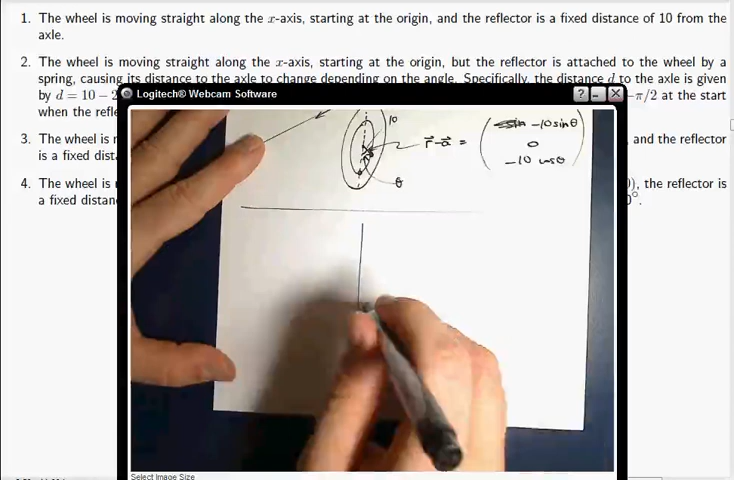 1. The wheel is moving straight along the x-axis, starting at the origin, and the reflector is a fixed distance of 10 from the
axle.
2. The wheel is moving straight along the x-axis, starting at the origin, but the reflector is attached to the wheel by a
spring, causing its distance to the axle to change depending on the angle. Specifically, the distance d to the axle is given
by d = 10 − 2 −π/2 at the start
when the refle
3. The wheel is and the reflector
is a fixed dist
4. The wheel is the reflector is
a fixed distan
Logitech® Webcam Software
10
r⃗-a⃗ = ( -10 sinθ
0
-10 cosθ )
θ
Select Image Size